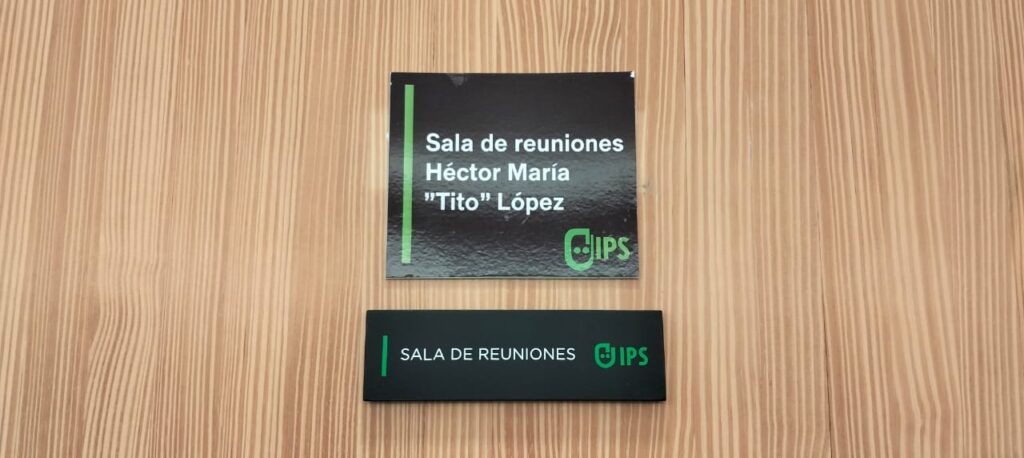 Sala de reuniones
Héctor María
”Tito” López
IPS
SALA DE REUNIONES IPS